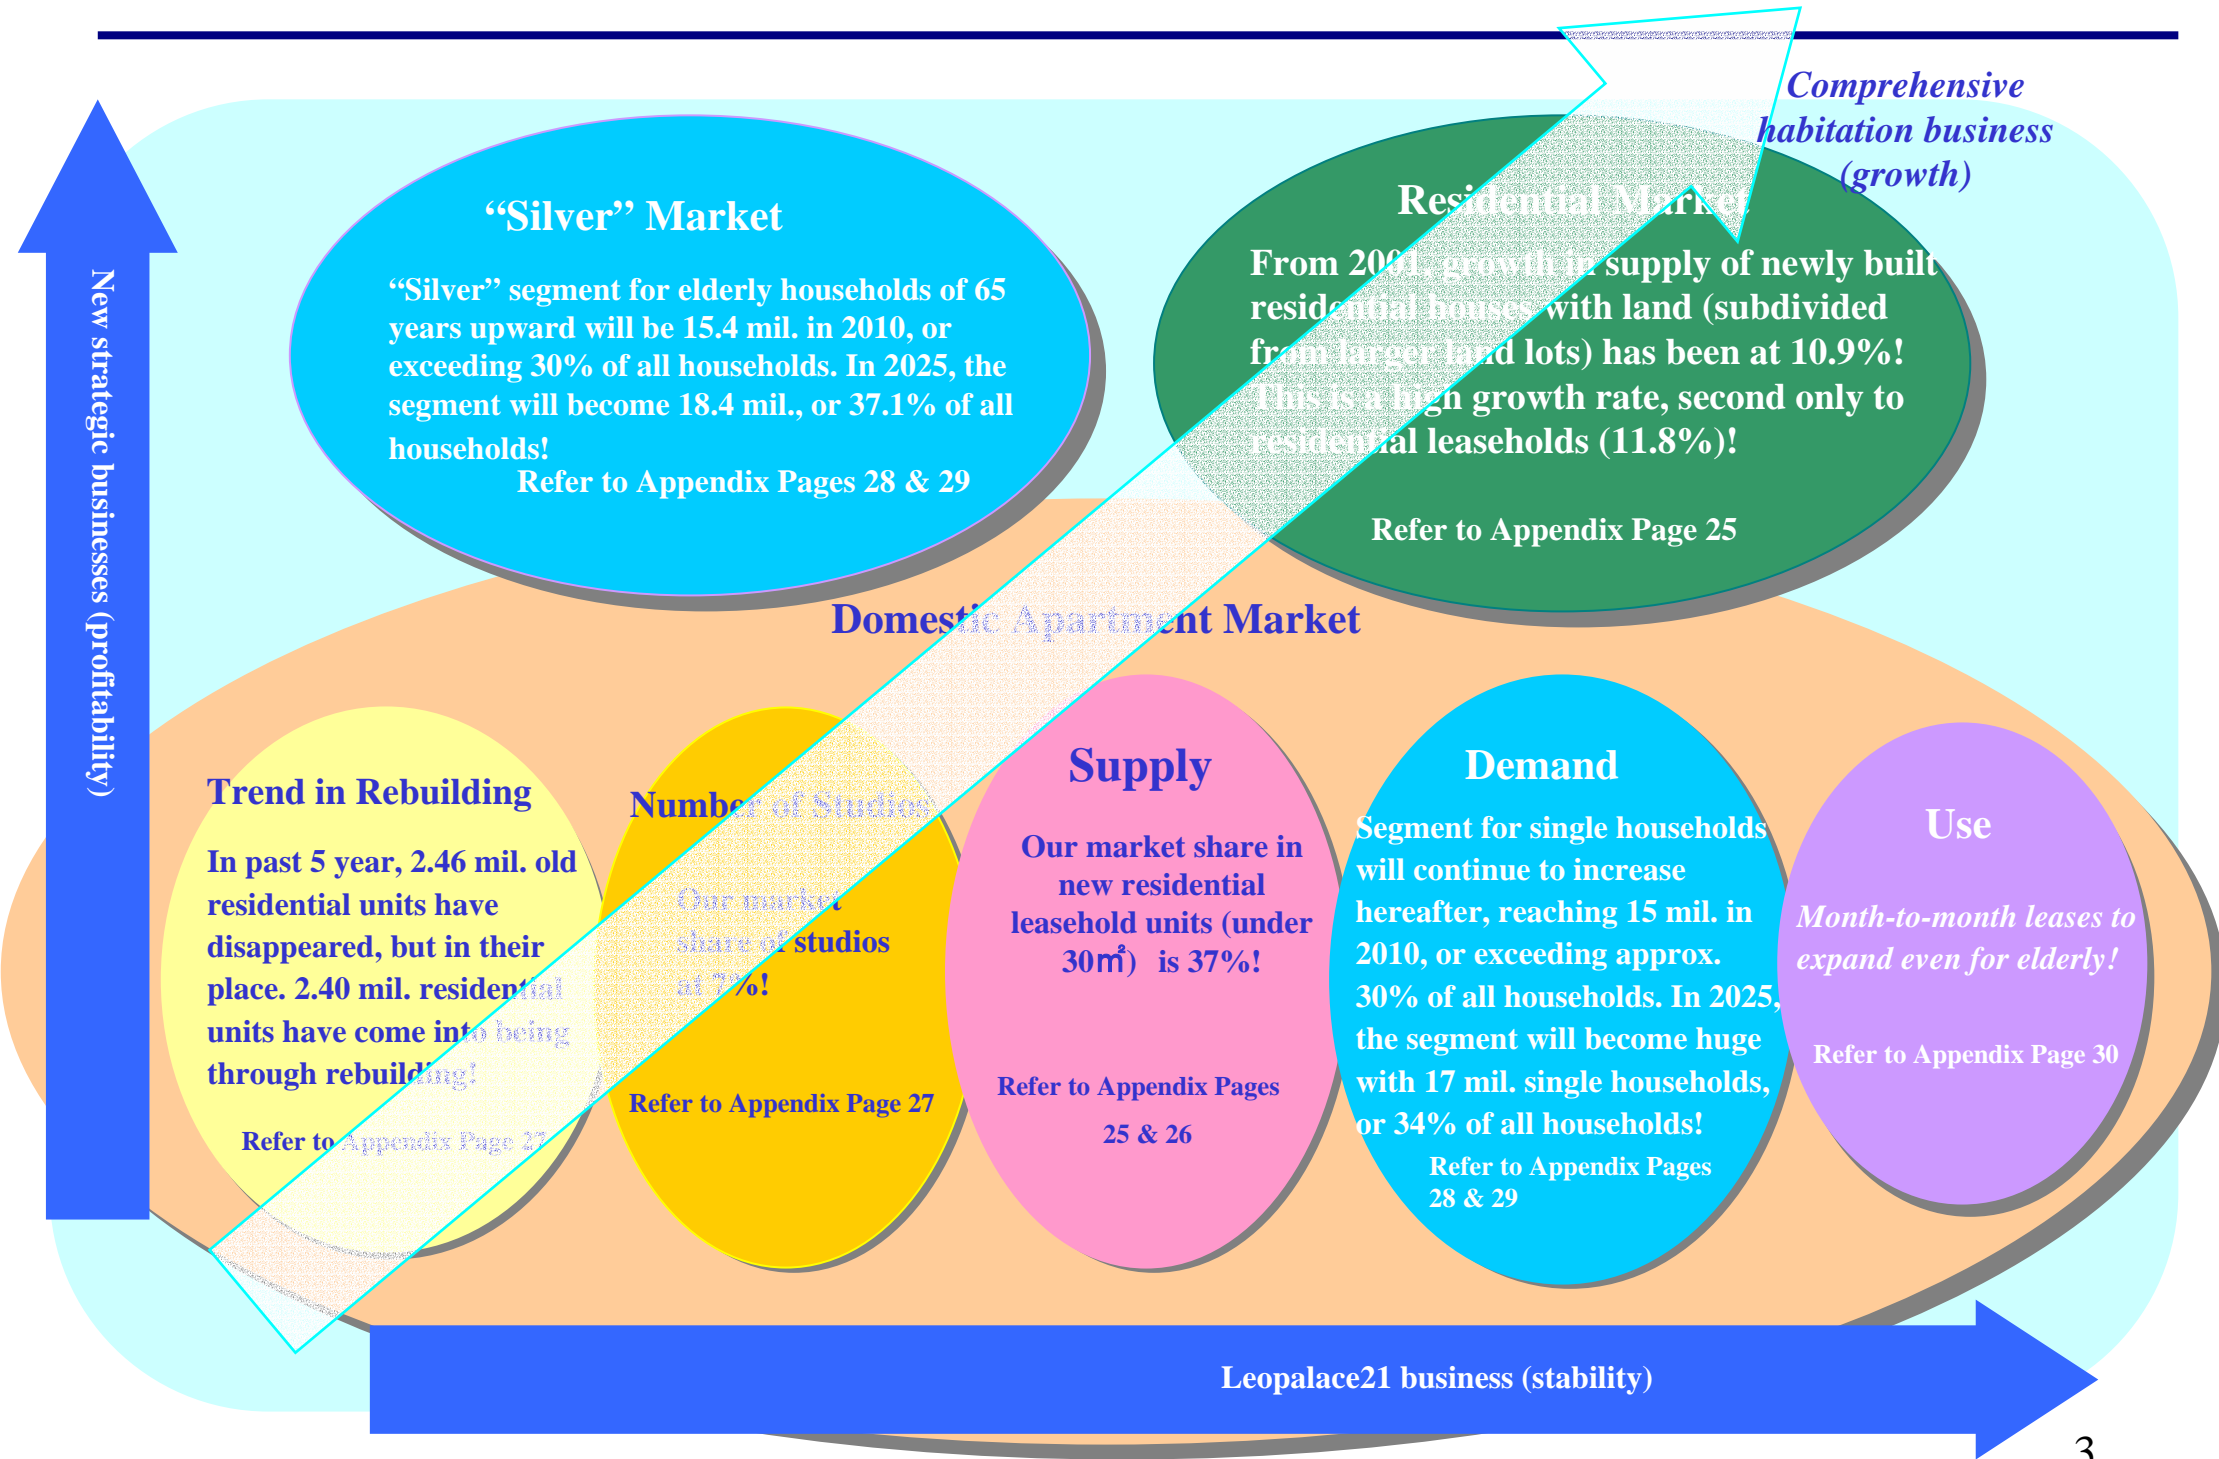 Comprehensive
habitation business
(growth)
New strategic businesses (profitability)
“Silver” Market
“Silver” segment for elderly households of 65
years upward will be 15.4 mil. in 2010, or
exceeding 30% of all households. In 2025, the
segment will become 18.4 mil., or 37.1% of all
households!
Refer to Appendix Pages 28 & 29
Residential Market
From 2001, growth in supply of newly built
residential houses with land (subdivided
from larger land lots) has been at 10.9%!
This is a high growth rate, second only to
residential leaseholds (11.8%)!
Refer to Appendix Page 25
Domestic Apartment Market
Trend in Rebuilding
In past 5 year, 2.46 mil. old
residential units have
disappeared, but in their
place. 2.40 mil. residential
units have come into being
through rebuilding!
Refer to Appendix Page 27
Number of Studios
Our market
share of studios
at 7%!
Refer to Appendix Page 27
Supply
Our market share in
new residential
leasehold units (under
30㎡) is 37%!
Refer to Appendix Pages
25 & 26
Demand
Segment for single households
will continue to increase
hereafter, reaching 15 mil. in
2010, or exceeding approx.
30% of all households. In 2025,
the segment will become huge
with 17 mil. single households,
or 34% of all households!
Refer to Appendix Pages
28 & 29
Use
Month-to-month leases to
expand even for elderly!
Refer to Appendix Page 30
Leopalace21 business (stability)
3